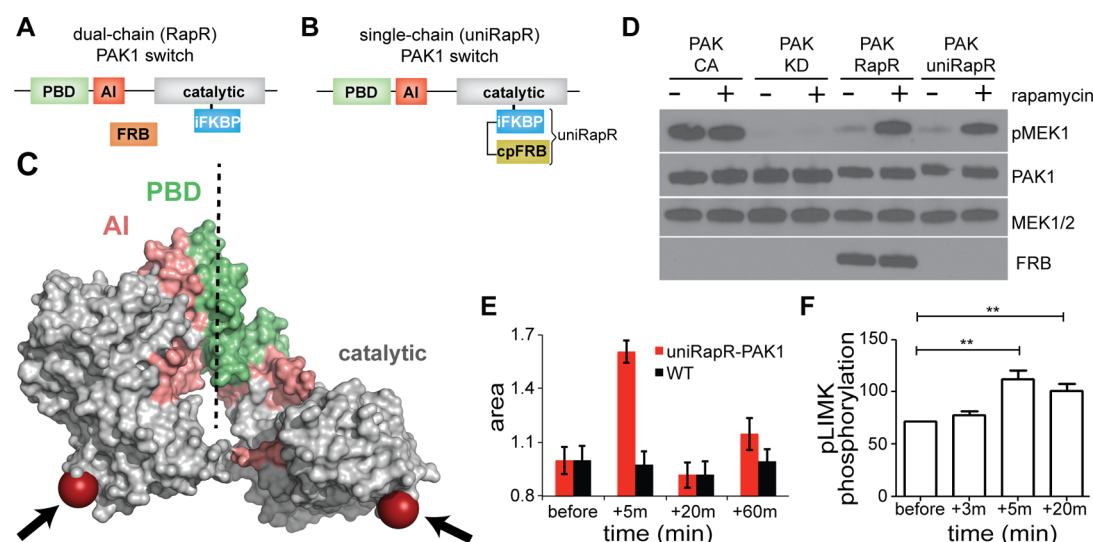 A
dual-chain (RapR)
PAK1 switch
PBD AI catalytic
iFKBP
FRB
B
single-chain (uniRapR)
PAK1 switch
PBD AI catalytic
iFKBP
cpFRB
uniRapR
C
PBD
AI
catalytic
D
PAK CA PAK KD PAK RapR PAK uniRapR
– + – + – + – + rapamycin
pMEK1
PAK1
MEK1/2
FRB
E
1.7
1.4
1.1
0.8
area
uniRapR-PAK1
WT
before +5m +20m +60m
time (min)
F
**
**
150
100
50
0
pLIMK
phosphorylation
before +3m +5m +20m
time (min)